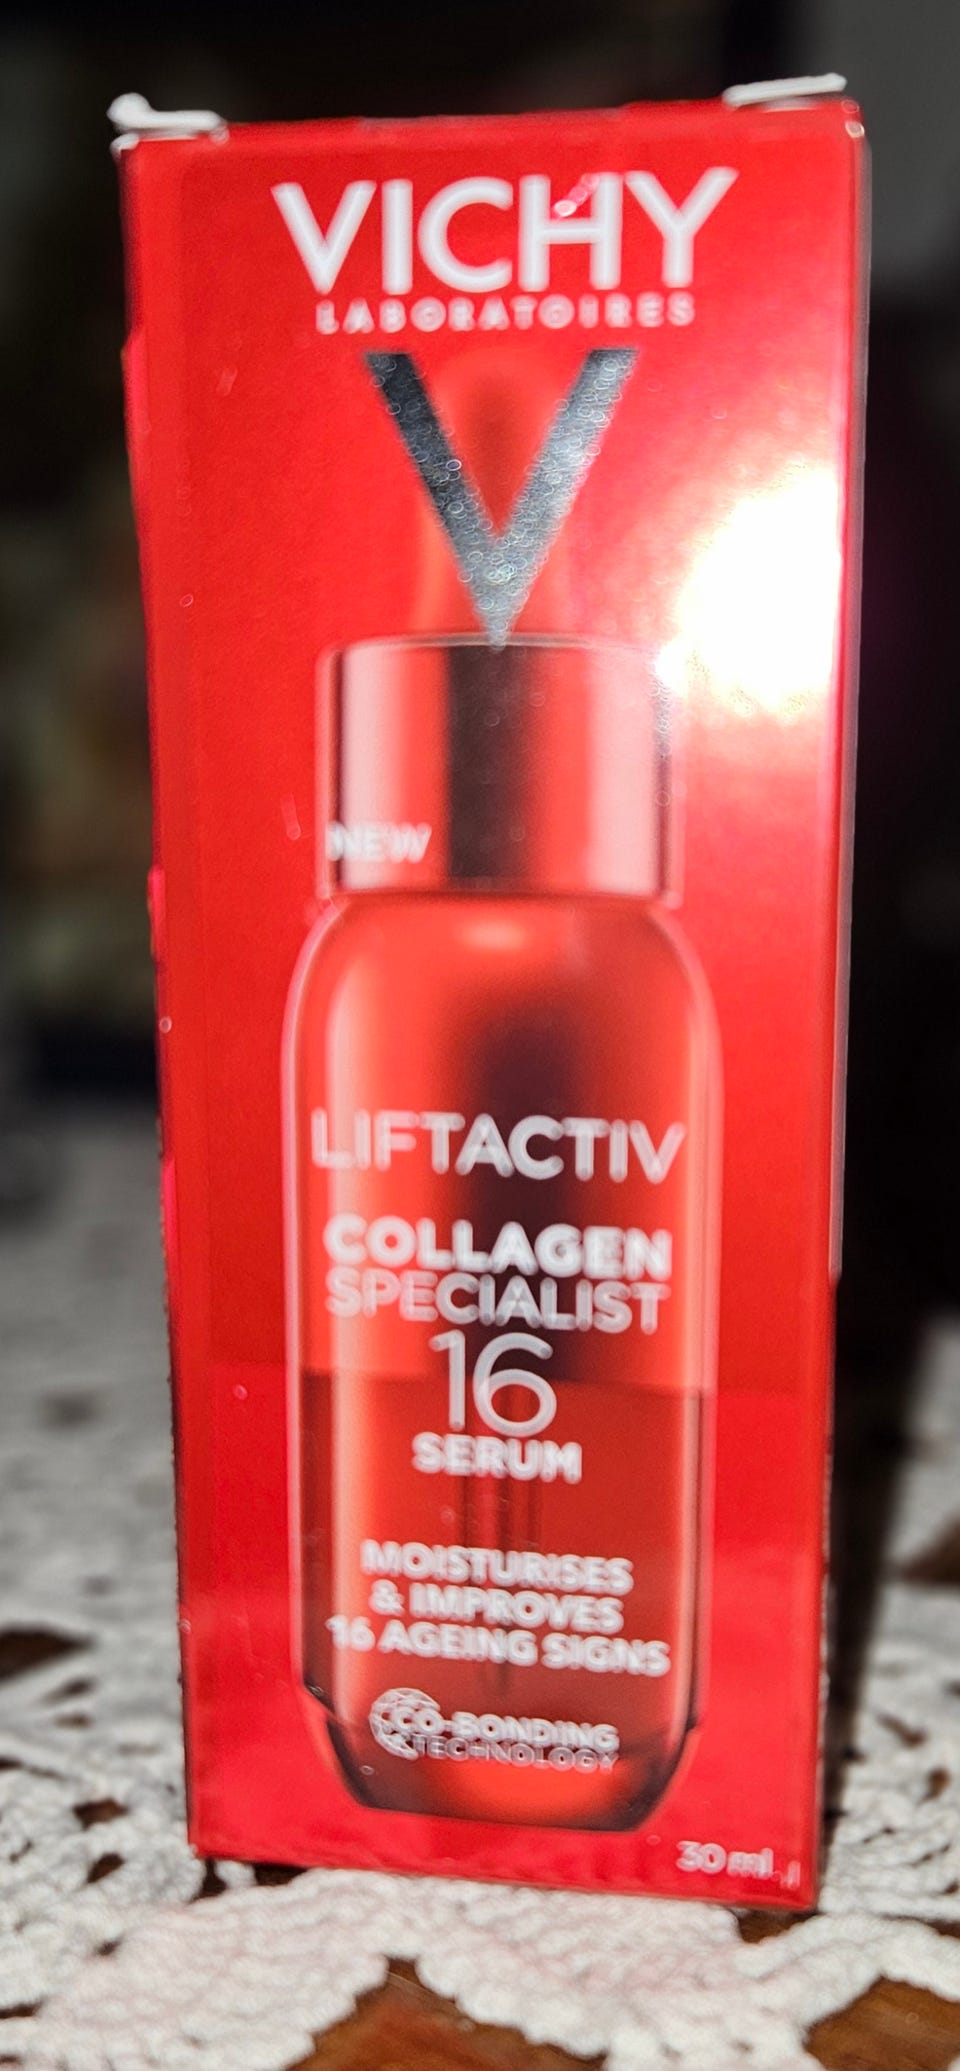 VICHY
LABORATOIRES
NEW
LIFTACTIV
COLLAGEN
SPECIALIST
16
SERUM
MOISTURISES
& IMPROVES
16 AGEING SIGNS
CO-BONDING
TECHNOLOGY
30 ml